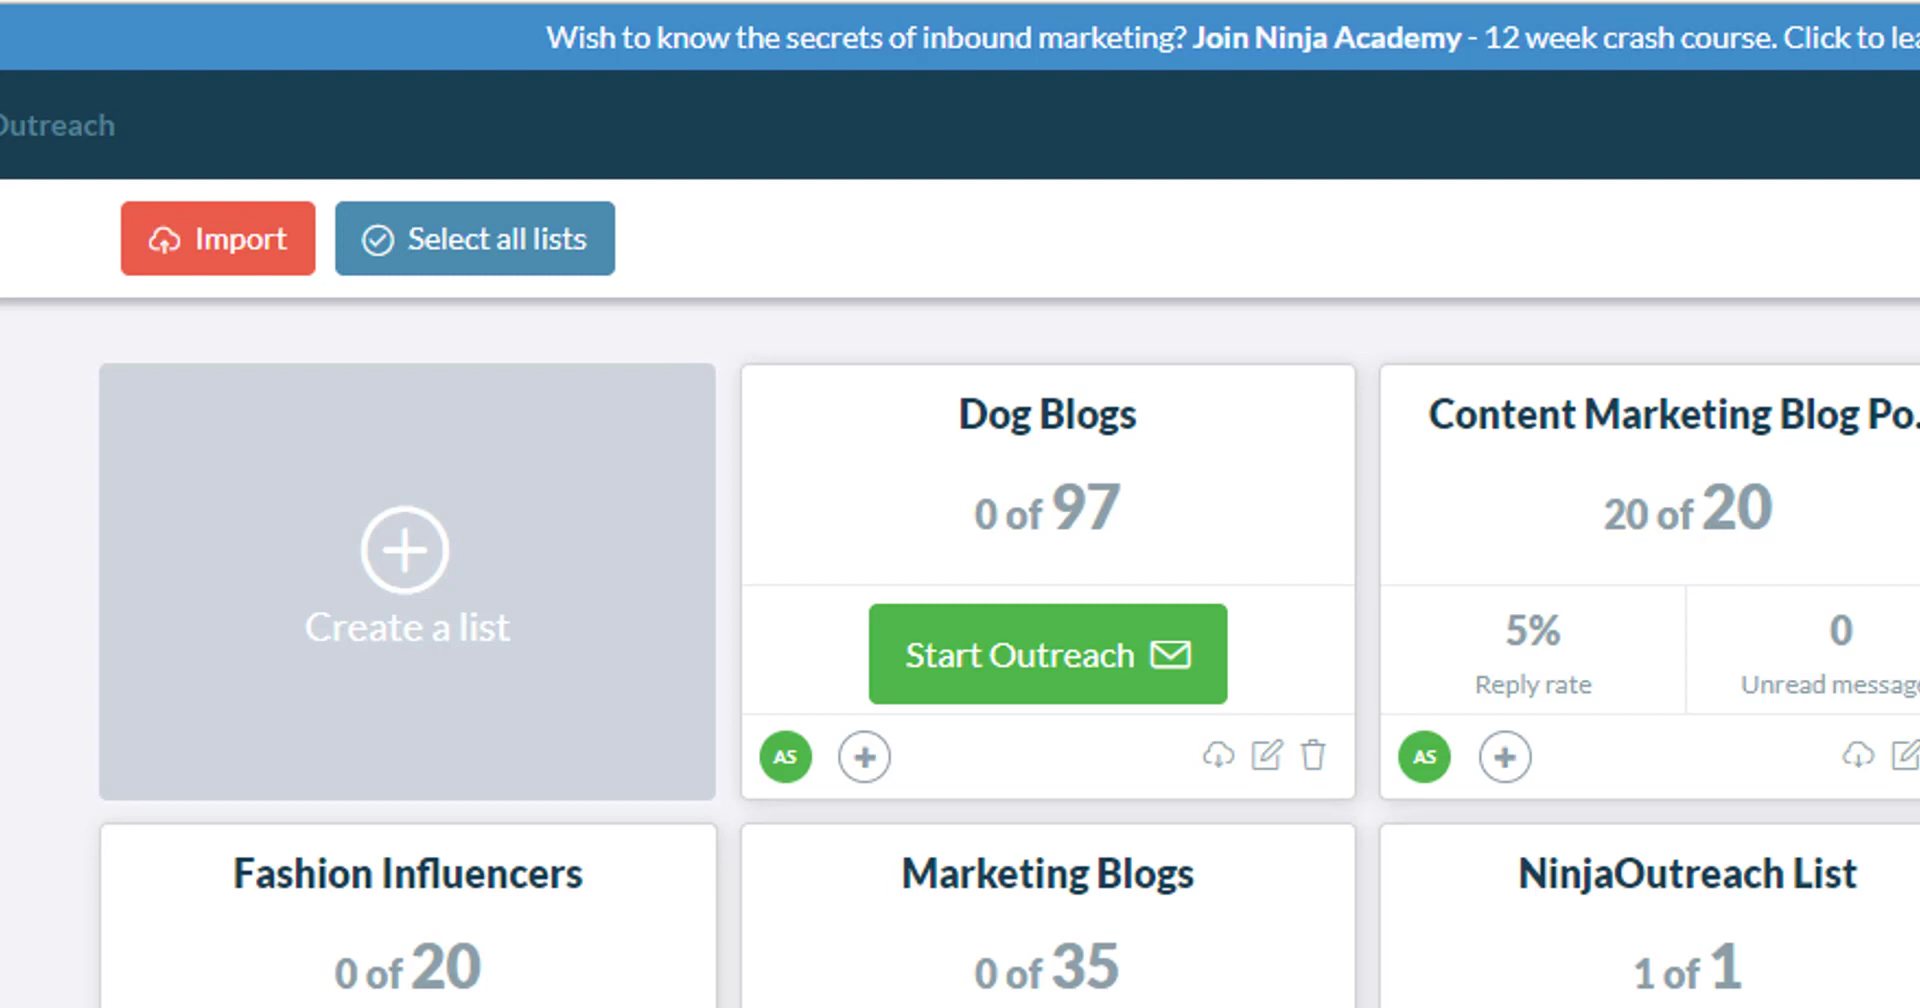 Wish to know the secrets of inbound marketing? Join Ninja Academy - 12 week crash course. Click to
Outreach
Import
Select all lists
Create a list
Dog Blogs
0 of 97
Start Outreach
AS
Content Marketing Blog Po.
20 of 20
5%
Reply rate
0
Unread message
AS
Fashion Influencers
0 of 20
Marketing Blogs
0 of 35
NinjaOutreach List
1 of 1